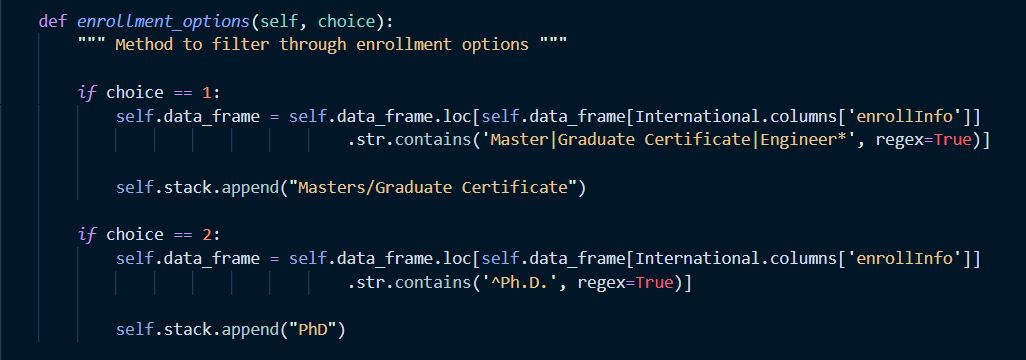 def enrollment_options(self, choice):
""" Method to filter through enrollment options """
if choice == 1:
self.data_frame = self.data_frame.loc[self.data_frame[International.columns['enrollInfo']]
.str.contains('Master|Graduate Certificate|Engineer*', regex=True)]
self.stack.append("Masters/Graduate Certificate")
if choice == 2:
self.data_frame = self.data_frame.loc[self.data_frame[International.columns['enrollInfo']]
.str.contains('^Ph.D.', regex=True)]
self.stack.append("PhD")